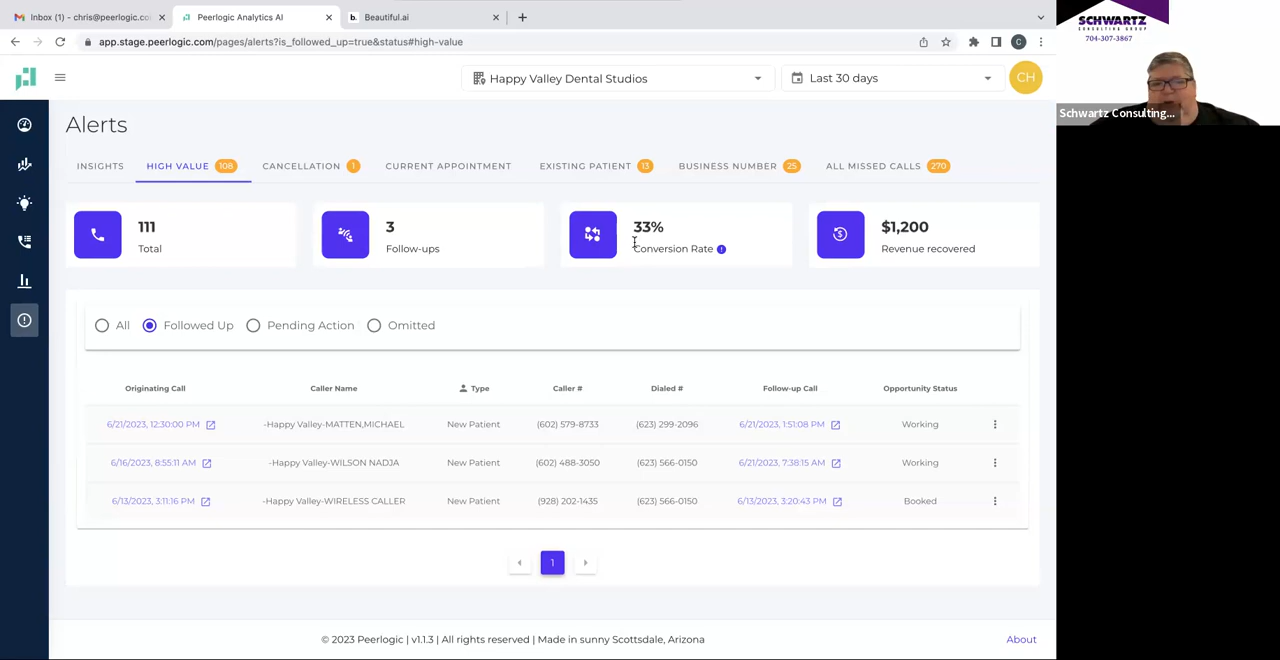 Inbox (1) - chris@peerlogic.co
Peerlogic Analytics AI
b. Beautiful.ai
app.stage.peerlogic.com/pages/alerts?is_followed_up=true&status#high-value
C
SCHWARTZ
CONSULTING GROUP
704-307-3867
Schwartz Consulting...
Happy Valley Dental Studios
Last 30 days
CH
Alerts
INSIGHTS HIGH VALUE 108 CANCELLATION 1 CURRENT APPOINTMENT EXISTING PATIENT 13 BUSINESS NUMBER 25 ALL MISSED CALLS 270
111
Total
3
Follow-ups
33%
Conversion Rate
$1,200
Revenue recovered
All Followed Up Pending Action Omitted
Originating Call Caller Name Type Caller # Dialed # Follow-up Call Opportunity Status
6/21/2023, 12:30:00 PM -Happy Valley-MATTEN,MICHAEL New Patient (602) 579-8733 (623) 299-2096 6/21/2023, 1:51:08 PM Working
6/16/2023, 8:55:11 AM -Happy Valley-WILSON NADJA New Patient (602) 488-3050 (623) 566-0150 6/21/2023, 7:38:15 AM Working
6/13/2023, 3:11:16 PM -Happy Valley-WIRELESS CALLER New Patient (928) 202-1435 (623) 566-0150 6/13/2023, 3:20:43 PM Booked
1
© 2023 Peerlogic | v1.1.3 | All rights reserved | Made in sunny Scottsdale, Arizona
About